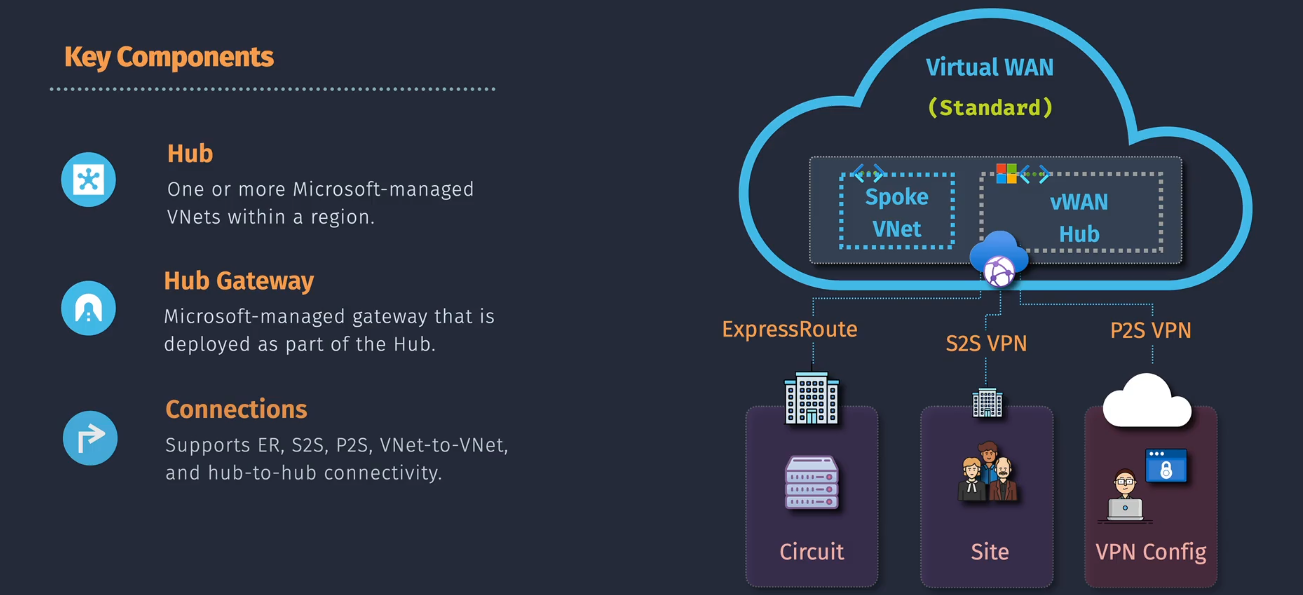 Key Components
Hub
One or more Microsoft-managed
VNets within a region.
Hub Gateway
Microsoft-managed gateway that is
deployed as part of the Hub.
Connections
Supports ER, S2S, P2S, VNet-to-VNet,
and hub-to-hub connectivity.
Virtual WAN
(Standard)
Spoke
VNet
vWAN
Hub
ExpressRoute
S2S VPN
P2S VPN
Circuit
Site
VPN Config